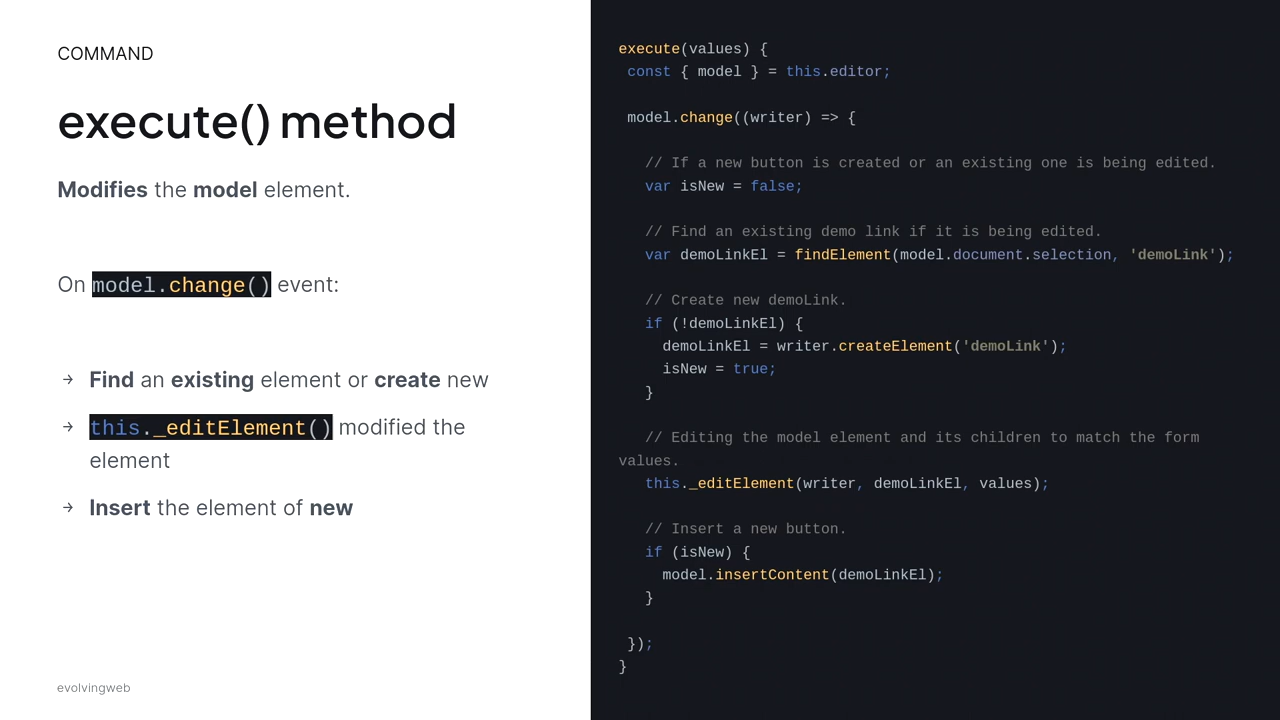 COMMAND
execute() method
Modifies the model element.
On model.change() event:
→ Find an existing element or create new
→ this._editElement() modified the
element
→ Insert the element of new
evolvingweb
execute(values) {
 const { model } = this.editor;
 model.change((writer) => {
   // If a new button is created or an existing one is being edited.
   var isNew = false;
   // Find an existing demo link if it is being edited.
   var demoLinkEl = findElement(model.document.selection, 'demoLink');
   // Create new demoLink.
   if (!demoLinkEl) {
     demoLinkEl = writer.createElement('demoLink');
     isNew = true;
   }
   // Editing the model element and its children to match the form
values.
   this._editElement(writer, demoLinkEl, values);
   // Insert a new button.
   if (isNew) {
     model.insertContent(demoLinkEl);
   }
 });
}